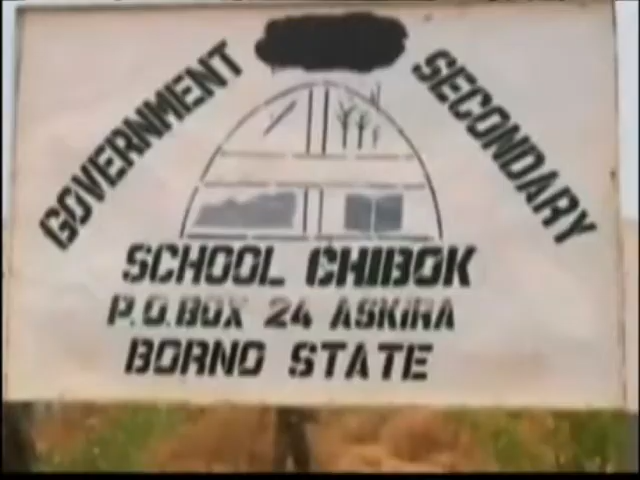 GOVERNMENT SECONDARY
SCHOOL CHIBOK
P.O.BOX 24 ASKIRA
BORNO STATE